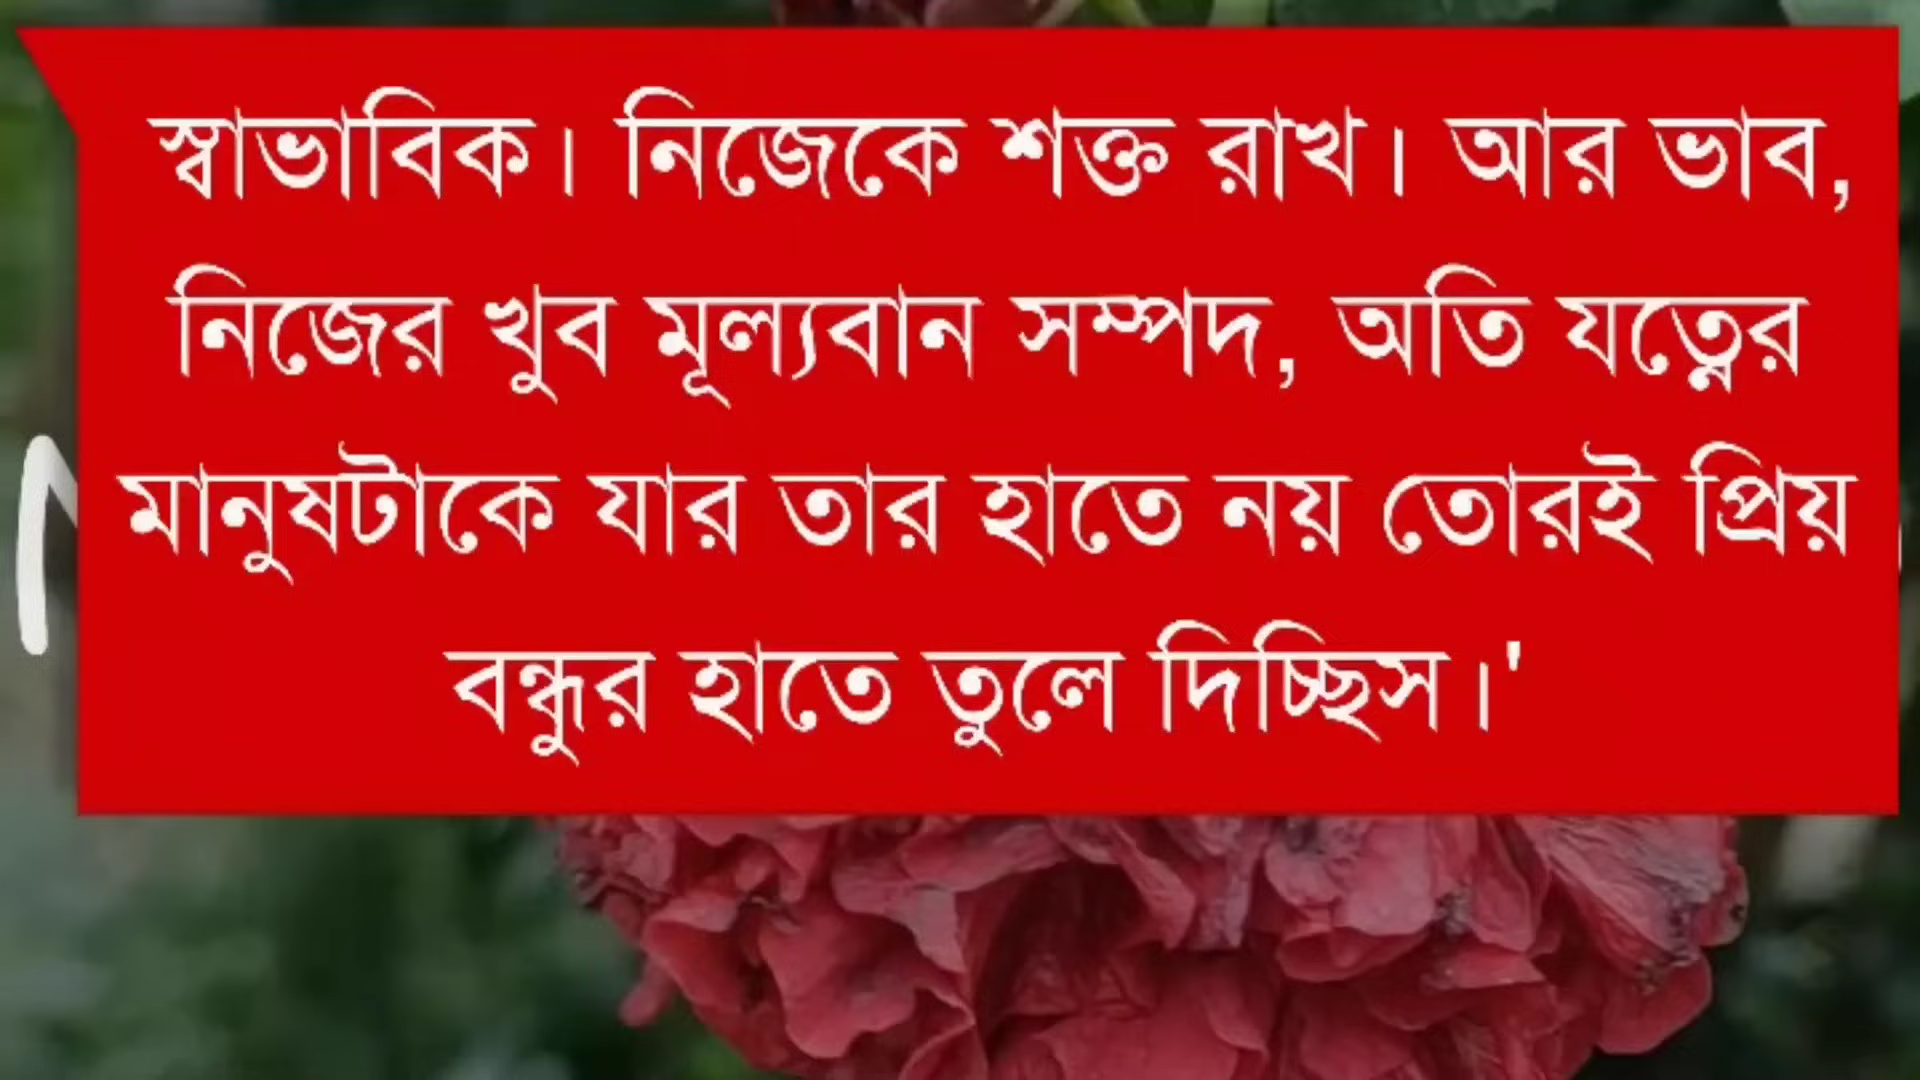 স্বাভাবিক। নিজেকে শক্ত রাখ। আর ভাব,
নিজের খুব মূল্যবান সম্পদ, অতি যত্নের
মানুষটাকে যার তার হাতে নয় তোরই প্রিয়
বন্ধুর হাতে তুলে দিচ্ছিস।'